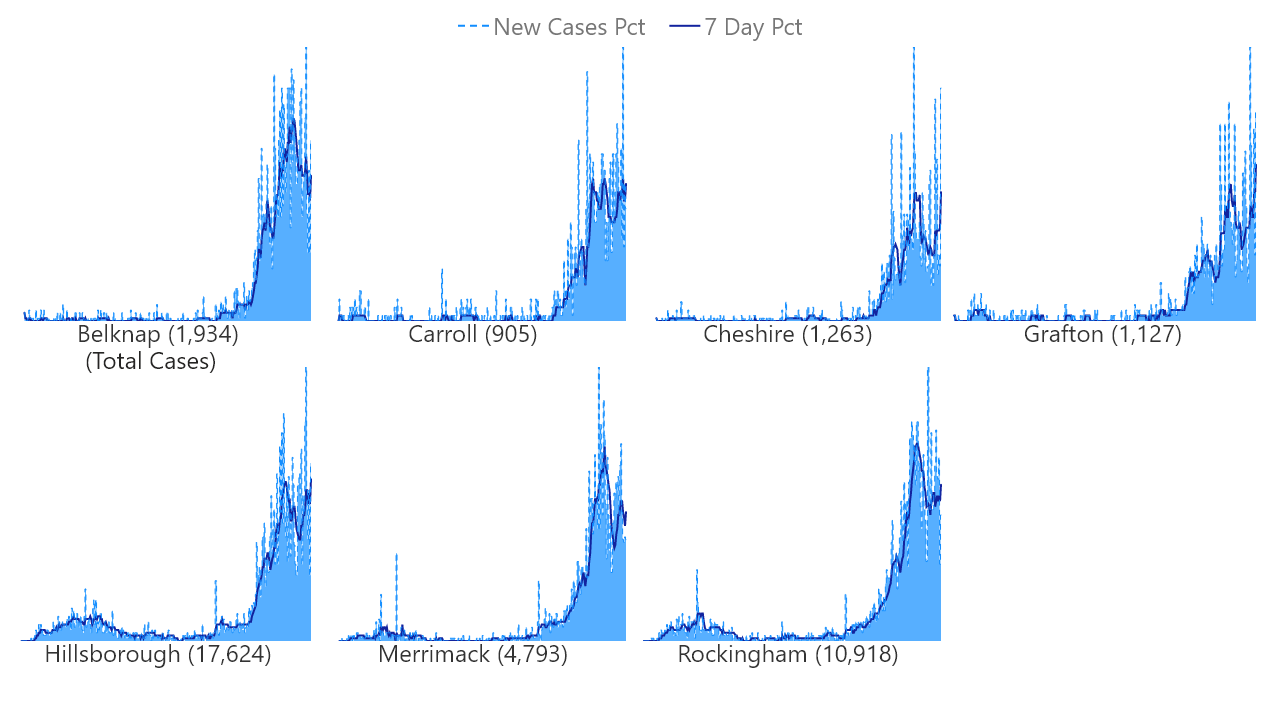 New Cases Pct 7 Day Pct
Belknap (1,934) Carroll (905) Cheshire (1,263) Grafton (1,127)
(Total Cases)
Hillsborough (17,624) Merrimack (4,793) Rockingham (10,918)